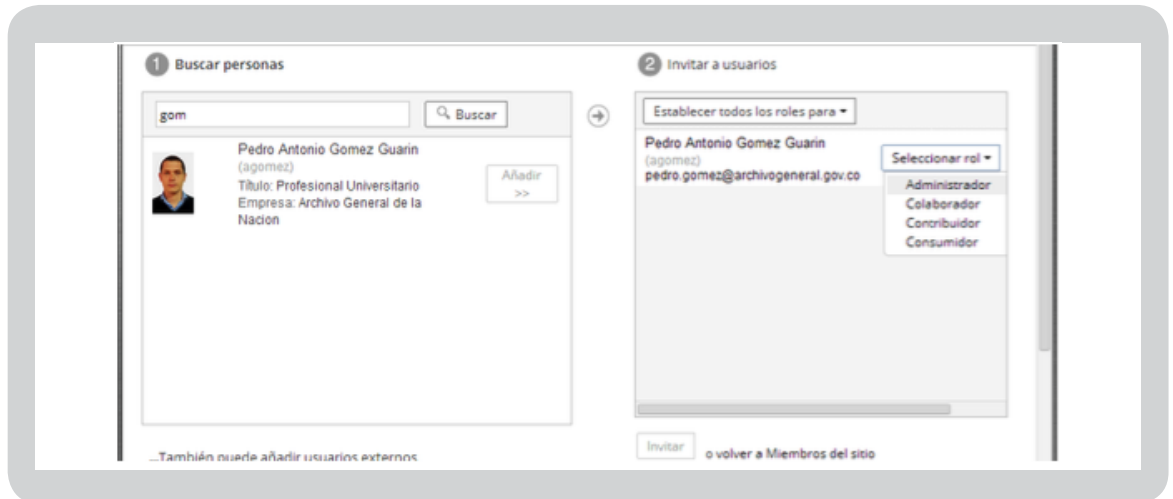 1 Buscar personas
gom
Buscar
Pedro Antonio Gomez Guarin
(agomez)
Título: Profesional Universitario
Empresa: Archivo General de la
Nacion
Añadir
>>
...También puede añadir usuarios externos
2 Invitar a usuarios
Establecer todos los roles para
Pedro Antonio Gomez Guarin
(agomez)
pedro.gomez@archivogeneral.gov.co
Seleccionar rol
Administrador
Colaborador
Contribuidor
Consumidor
Invitar o volver a Miembros del sitio